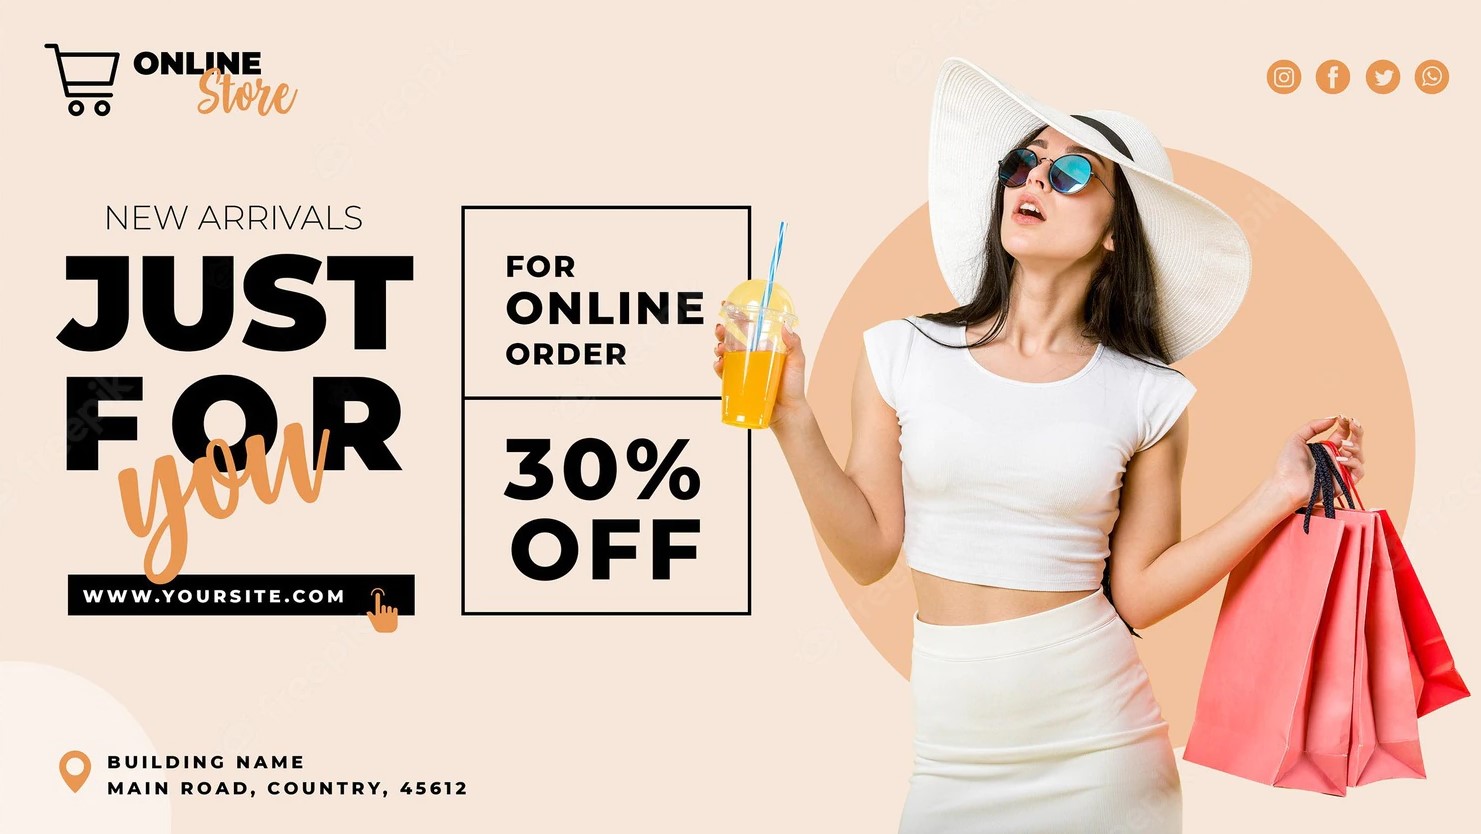 ONLINE
Store
NEW ARRIVALS
JUST
FOR
you
WWW.YOURSITE.COM
FOR
ONLINE
ORDER
30%
OFF
BUILDING NAME
MAIN ROAD, COUNTRY, 45612